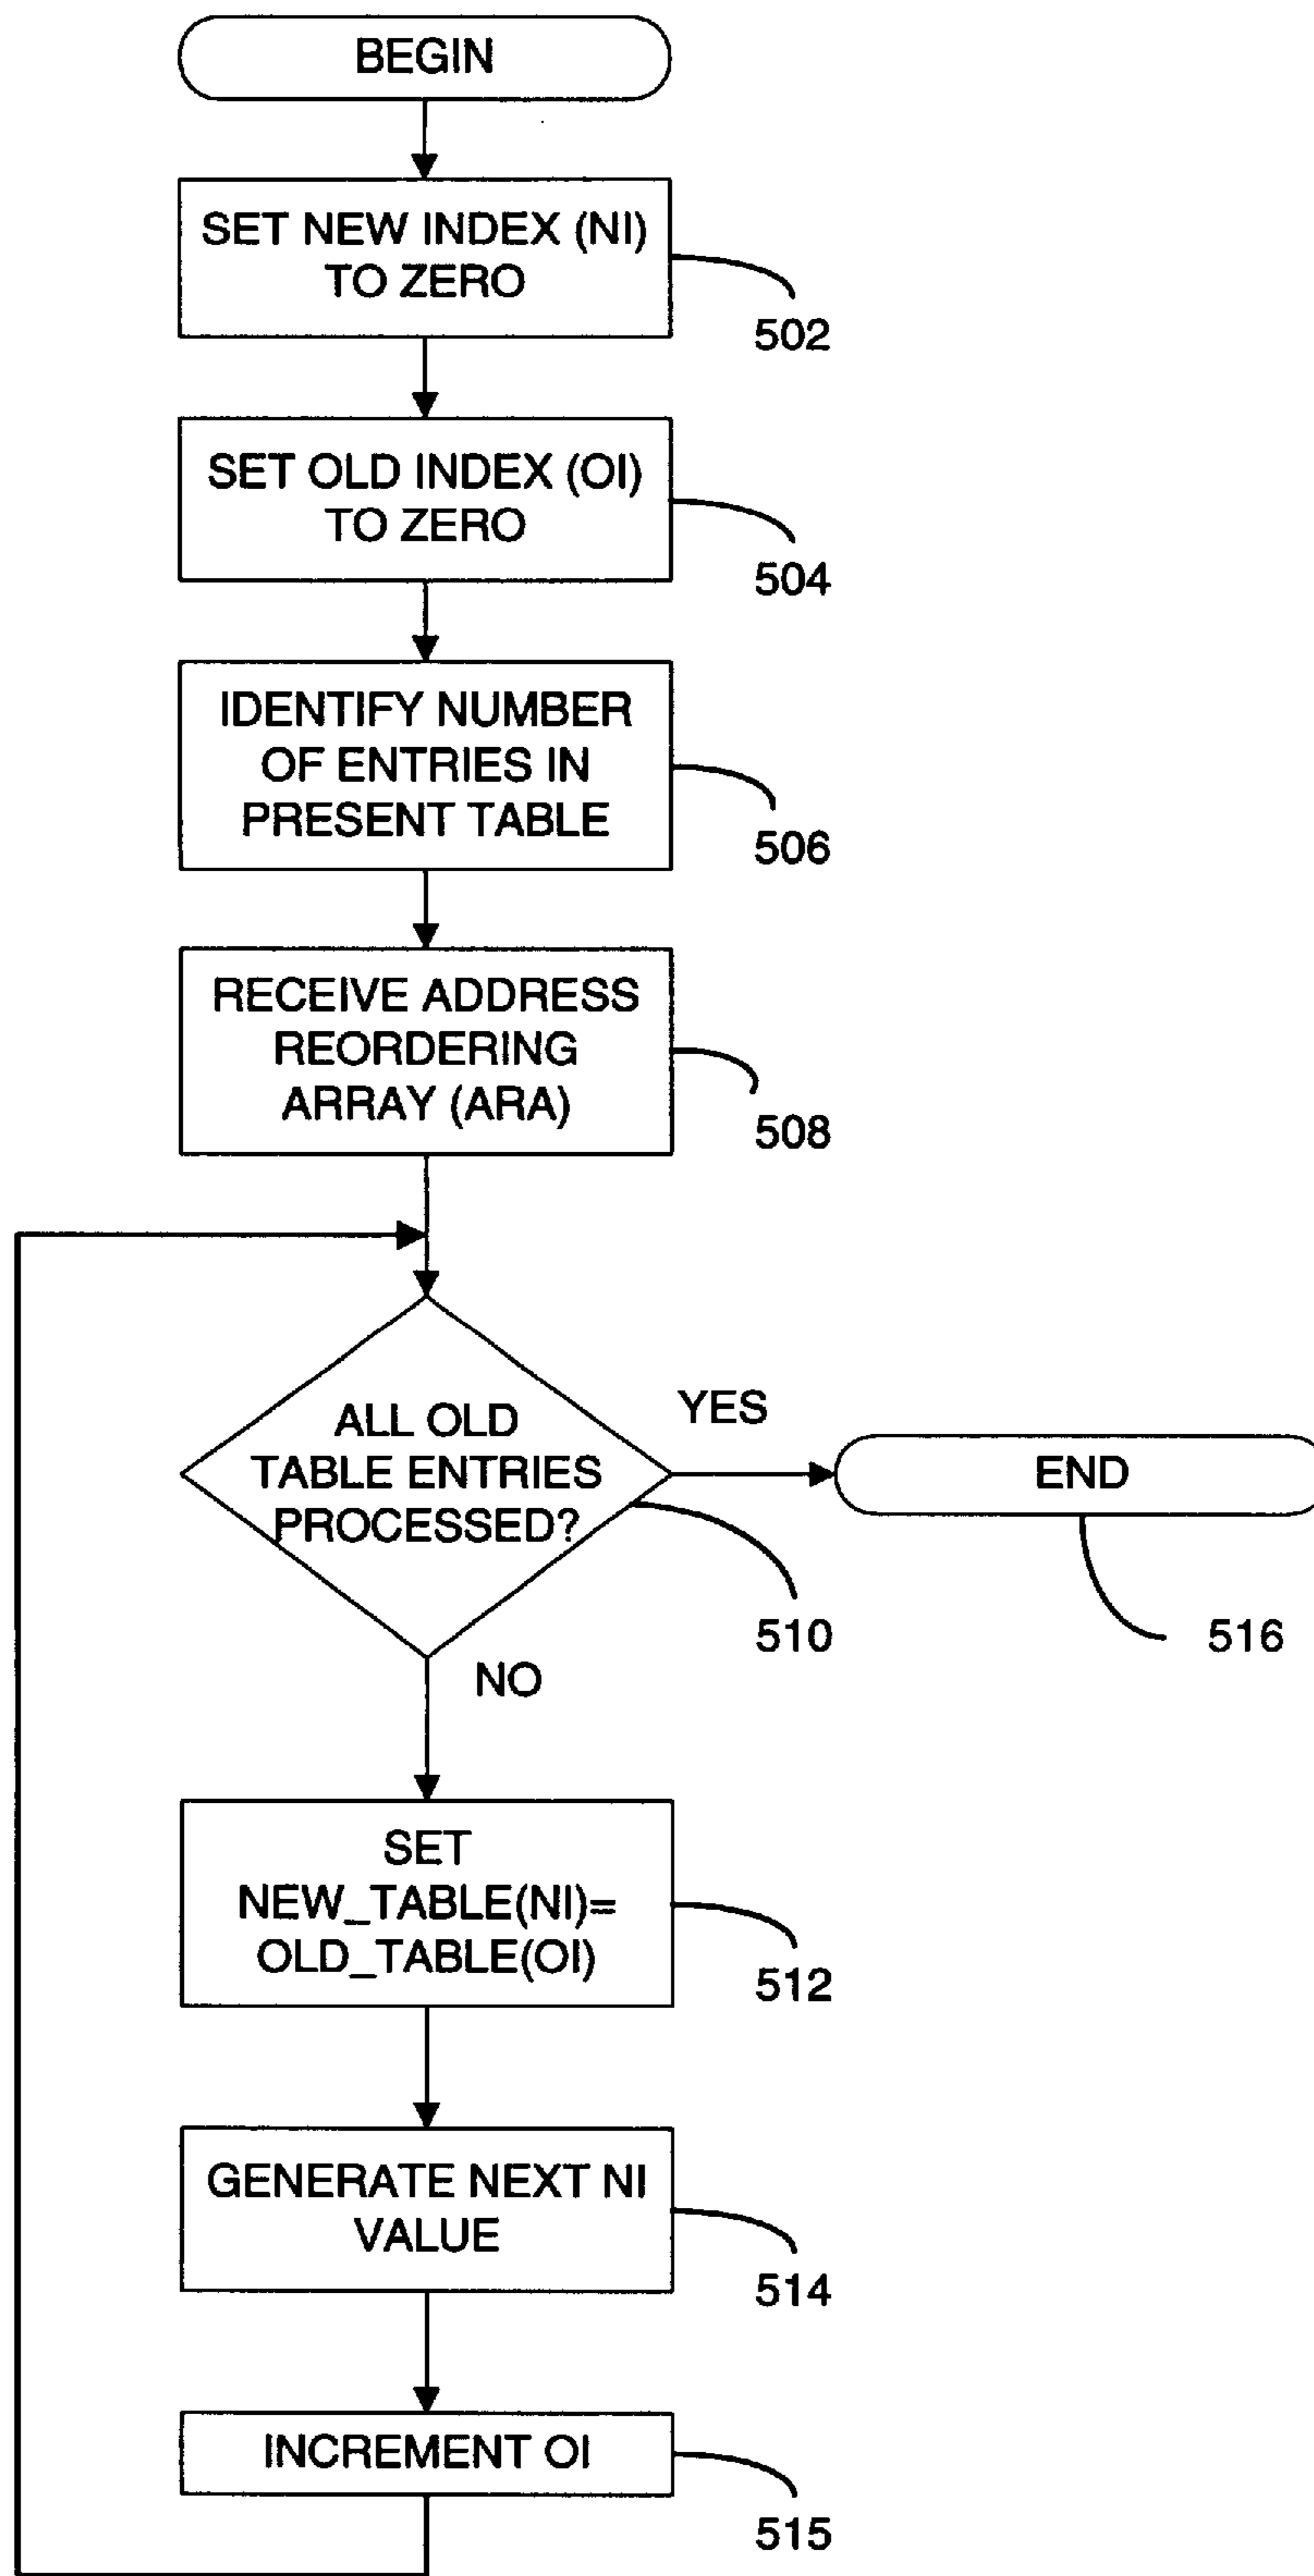 BEGIN
SET NEW INDEX (NI)
TO ZERO
502
SET OLD INDEX (OI)
TO ZERO
504
IDENTIFY NUMBER
OF ENTRIES IN
PRESENT TABLE
506
RECEIVE ADDRESS
REORDERING
ARRAY (ARA)
508
ALL OLD
TABLE ENTRIES
PROCESSED?
510
YES
END
516
NO
SET
NEW_TABLE(NI)=
OLD_TABLE(OI)
512
GENERATE NEXT NI
VALUE
514
INCREMENT OI
515